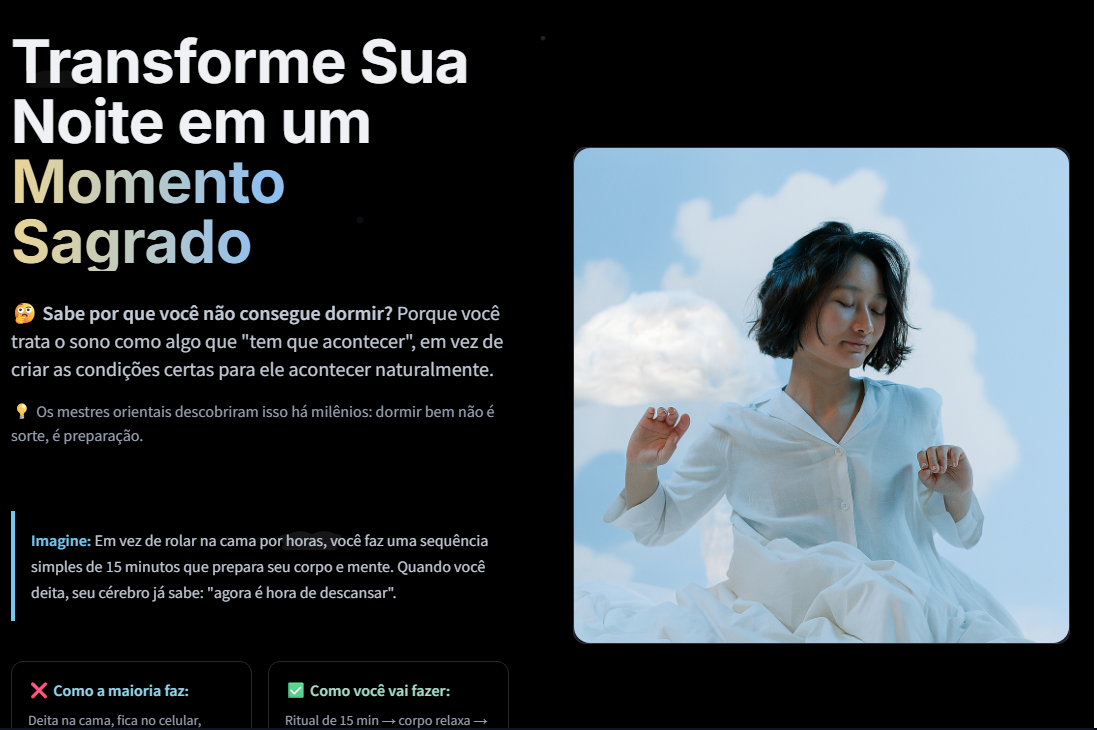 Transforme Sua
Noite em um
Momento
Sagrado
🤔 Sabe por que você não consegue dormir? Porque você
trata o sono como algo que "tem que acontecer", em vez de
criar as condições certas para ele acontecer naturalmente.
💡 Os mestres orientais descobriram isso há milênios: dormir bem não é
sorte, é preparação.
Imagine: Em vez de rolar na cama por horas, você faz uma sequência
simples de 15 minutos que prepara seu corpo e mente. Quando você
deita, seu cérebro já sabe: "agora é hora de descansar".
❌ Como a maioria faz:
Deita na cama, fica no celular,
✅ Como você vai fazer:
Ritual de 15 min → corpo relaxa →